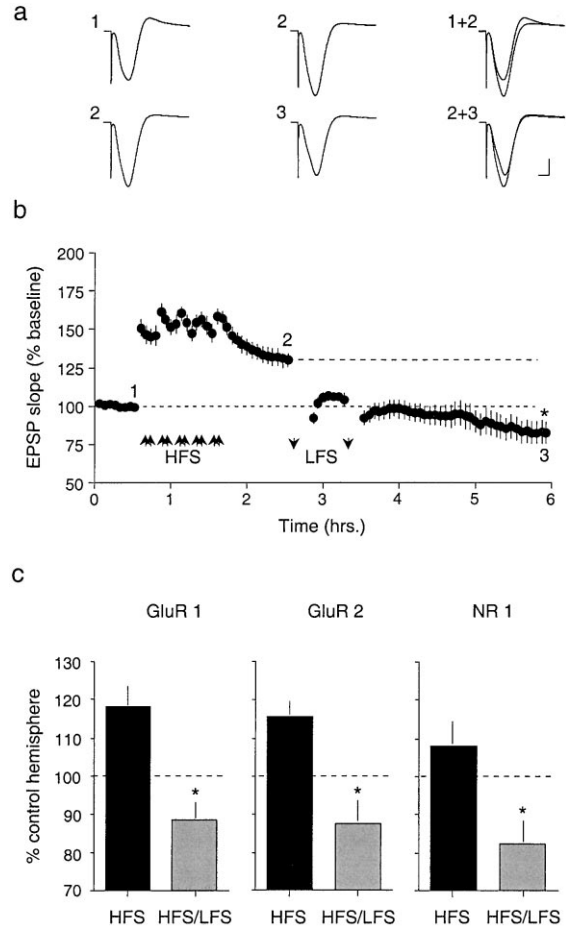 a
1 2 1+2
2 3 2+3
b
200
175
150
125
100
75
50
EPSP slope (% baseline)
1
2
*
3
HFS LFS
0 1 2 3 4 5 6
Time (hrs.)
c
GluR 1 GluR 2 NR 1
% control hemisphere
130
120
110
100
90
80
70
* * *
HFS HFS/LFS HFS HFS/LFS HFS HFS/LFS